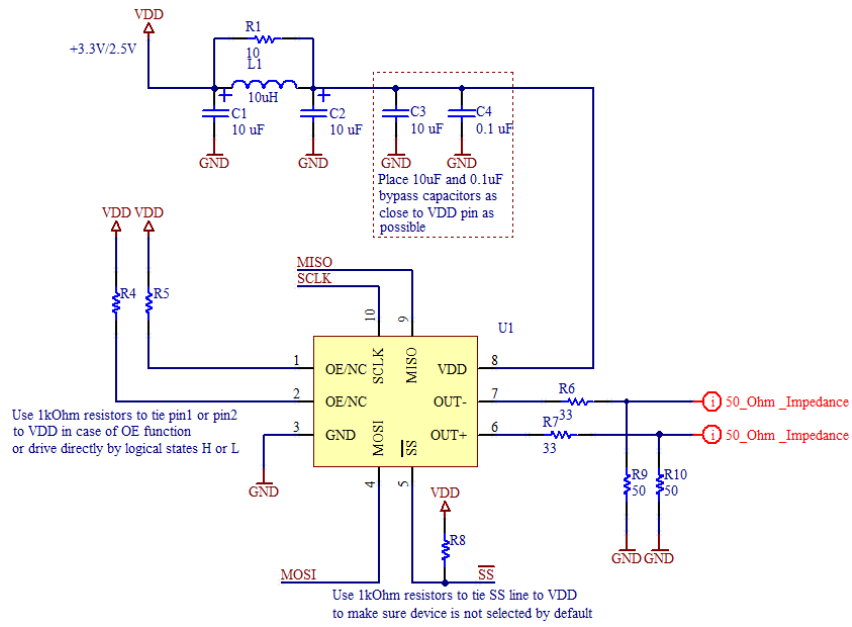 VDD
+3.3V/2.5V
R1
10
L1
10uH
C1
10 uF
C2
10 uF
C3
10 uF
C4
0.1 uF
GND
GND
GND
GND
Place 10uF and 0.1uF
bypass capacitors as
close to VDD pin as
possible
VDD
VDD
R4
R5
MISO
SCLK
10
9
U1
1
OE/NC
SCLK
MISO
VDD
8
2
OE/NC
OUT-
7
3
GND
MOSI
SS
OUT+
6
4
5
R6
33
R7
33
50_Ohm _Impedance
50_Ohm _Impedance
Use 1kOhm resistors to tie pin1 or pin2
to VDD in case of OE function
or drive directly by logical states H or L
GND
R9
50
R10
50
GND
GND
VDD
R8
MOSI
SS
Use 1kOhm resistors to tie SS line to VDD
to make sure device is not selected by default